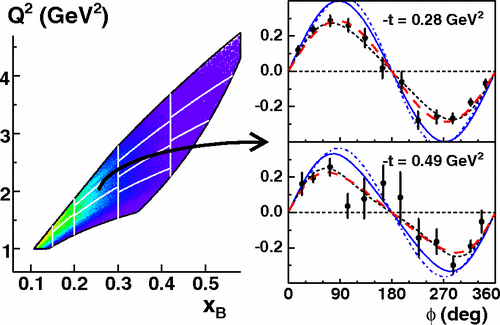 Q² (GeV²)
4
3
2
1
0.1 0.2 0.3 0.4 0.5
x_B
-t = 0.28 GeV²
0.2
0.0
-0.2
-t = 0.49 GeV²
0.2
0.0
-0.2
0 90 180 270 360
ϕ (deg)